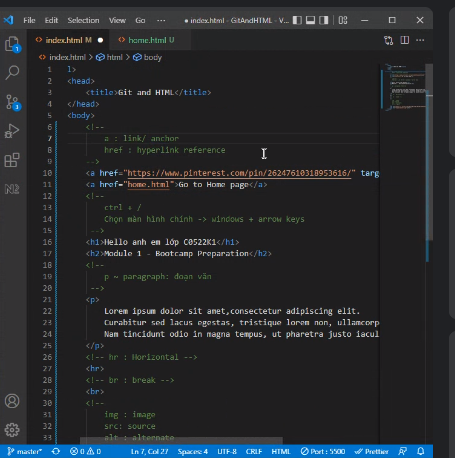 File Edit Selection View Go ··· ● index.html - GitAndHTML - V...
index.html M ● home.html U
index.html > html > body
1 l>
2 <head>
3 <title>Git and HTML</title>
4 </head>
5 <body>
6 <!--
7 a : link/ anchor
8 href : hyperlink reference
9 -->
10 <a href="https://www.pinterest.com/pin/26247610318953616/" targ
11 <a href="home.html">Go to Home page</a>
12 <!--
13 ctrl + /
14 Chọn màn hình chính -> windows + arrow keys
15 -->
16 <h1>Hello anh em lớp C0522K1</h1>
17 <h2>Module 1 - Bootcamp Preparation</h2>
18 <!--
19 p = paragraph: đoạn văn
20 -->
21 <p>
22 Lorem ipsum dolor sit amet,consectetur adipiscing elit.
23 Curabitur sed lacus egestas, tristique lorem non, ullamcorp
24 Nam tincidunt odio in magna tempus, ut pharetra justo iacul
25 </p>
26 <!-- hr : Horizontal -->
27 <hr>
28 <!-- br : break -->
29 <br>
30 <!--
31 img : image
32 src: source
33 alt : alternate
master* 0 0 Ln 7, Col 27 Spaces: 4 UTF-8 CRLF HTML Port : 5500 Prettier